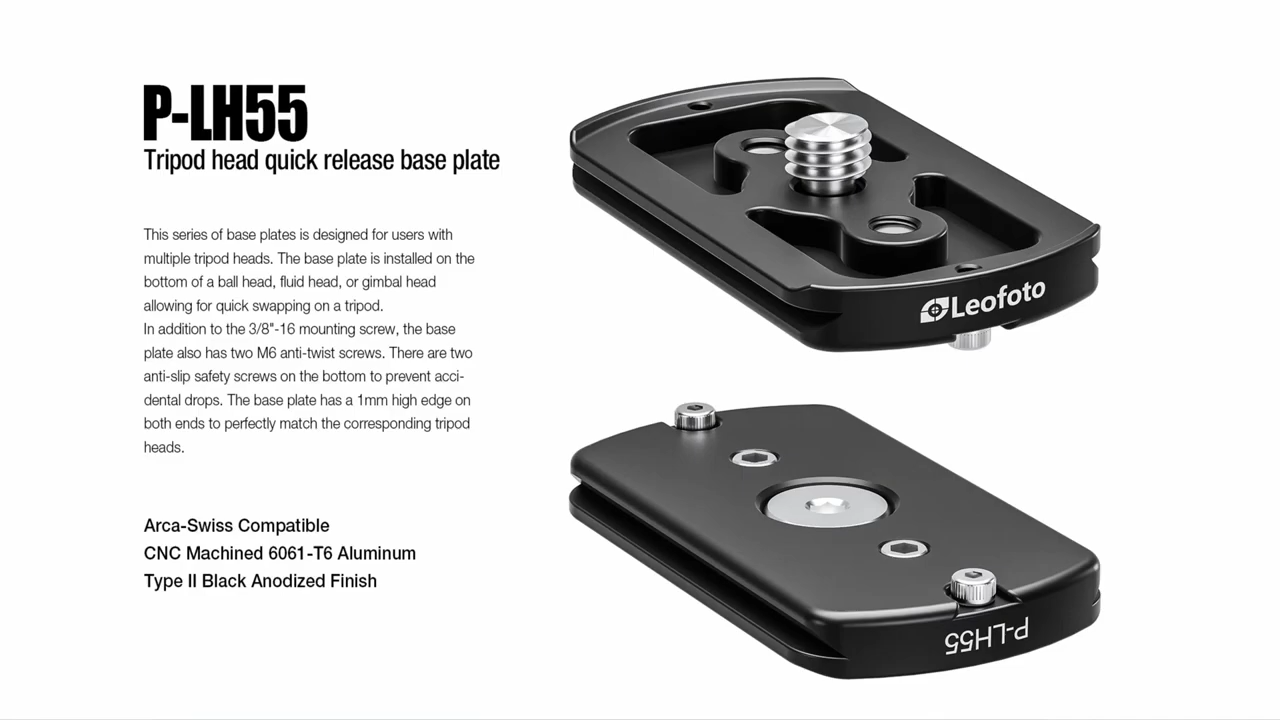 P-LH55
Tripod head quick release base plate
This series of base plates is designed for users with
multiple tripod heads. The base plate is installed on the
bottom of a ball head, fluid head, or gimbal head
allowing for quick swapping on a tripod.
In addition to the 3/8"-16 mounting screw, the base
plate also has two M6 anti-twist screws. There are two
anti-slip safety screws on the bottom to prevent acci-
dental drops. The base plate has a 1mm high edge on
both ends to perfectly match the corresponding tripod
heads.
Arca-Swiss Compatible
CNC Machined 6061-T6 Aluminum
Type II Black Anodized Finish
Leofoto
P-LH55